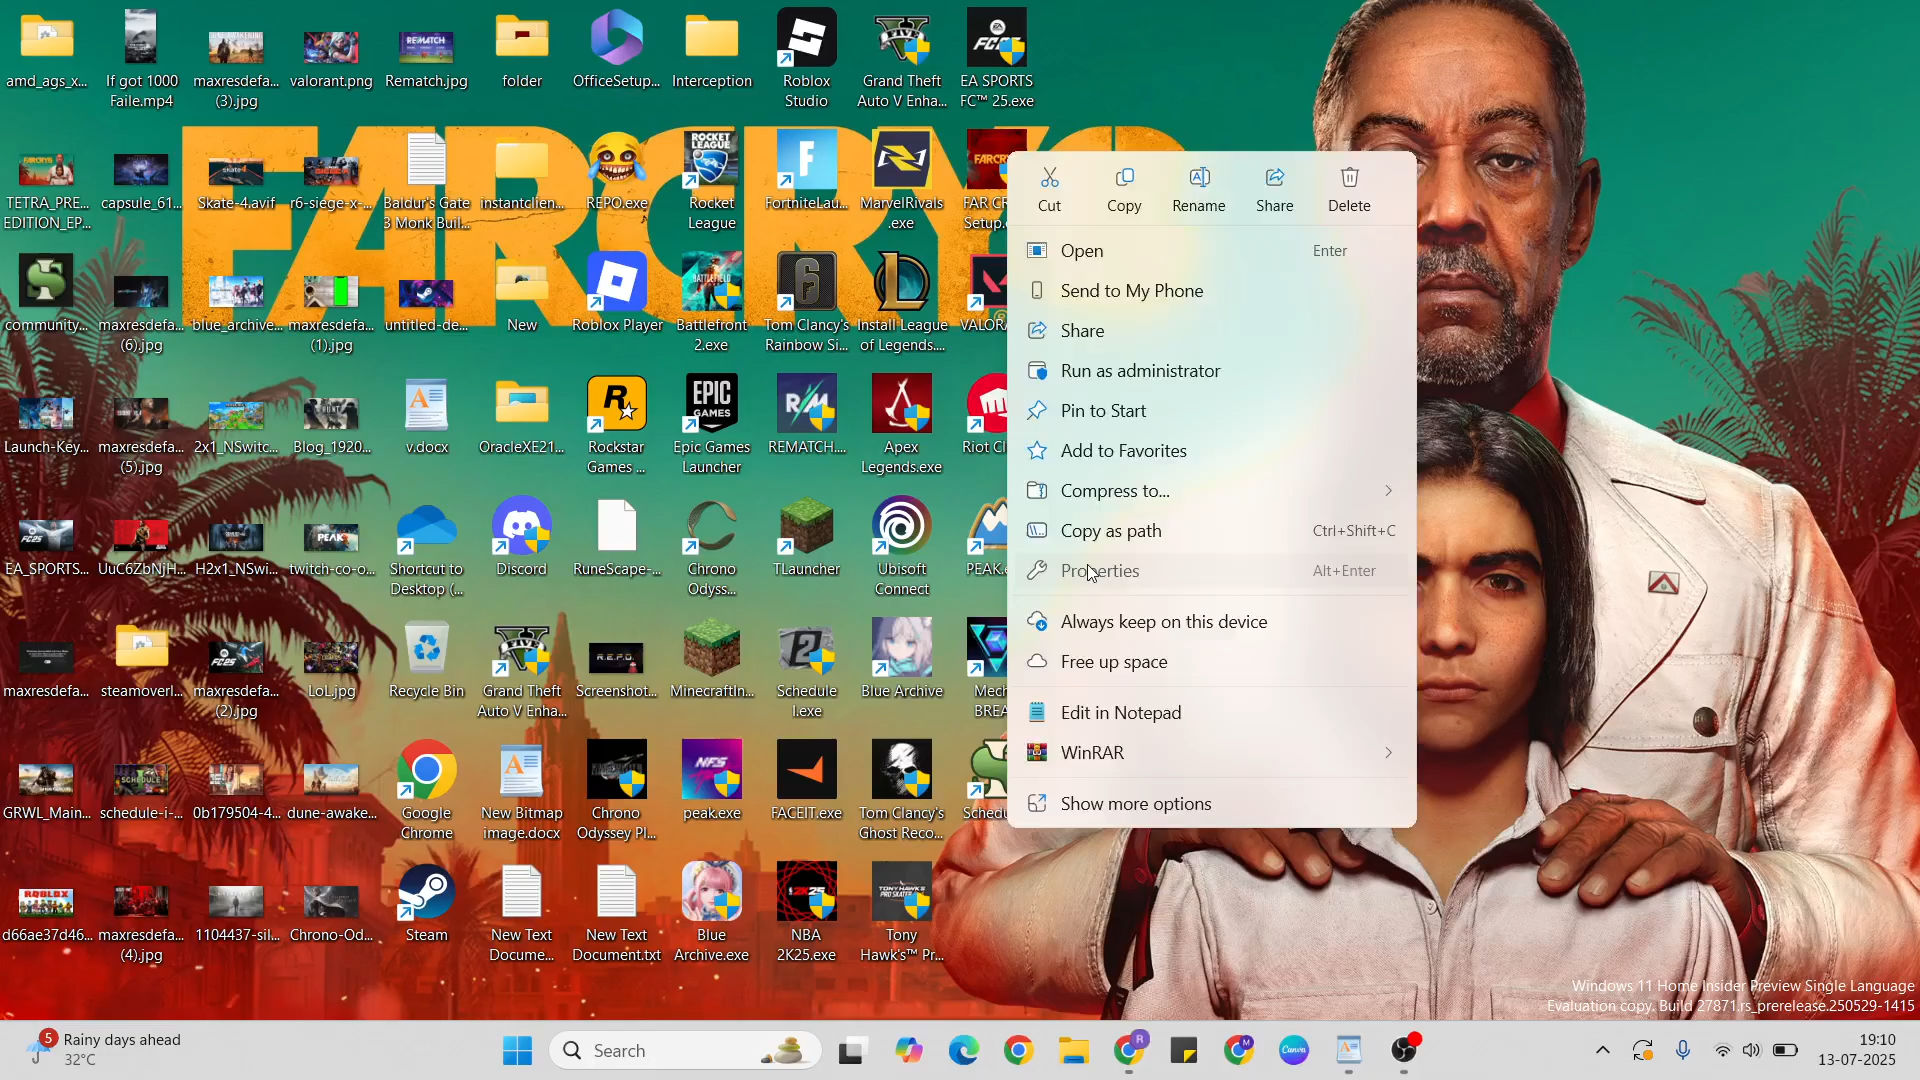 amd_ags_x...
If got 1000
Faile.mp4
maxresdefa...
(3).jpg
valorant.png
Rematch.jpg
folder
OfficeSetup...
Interception
Roblox
Studio
Grand Theft
Auto V Enha...
EA SPORTS
FC™ 25.exe
FARCRY6
TETRA_PRE...
EDITION_EP...
capsule_61...
Skate-4.avif
r6-siege-x-...
Baldur's Gate
3 Monk Buil...
instantclien...
REPO.exe
Rocket
League
FortniteLau...
MarvelRivals
.exe
FAR CR
Setup.e
community...
maxresdefa...
(6).jpg
blue_archive...
maxresdefa...
(1).jpg
untitled-de...
New
Roblox Player
Battlefront
2.exe
Tom Clancy's
Rainbow Si...
Install League
of Legends....
VALORA
Launch-Key...
maxresdefa...
(5).jpg
2x1_NSwitc...
Blog_1920...
v.docx
OracleXE21...
Rockstar
Games ...
Epic Games
Launcher
REMATCH....
Apex
Legends.exe
Riot Cl
EA_SPORTS...
UuC6ZbNjH...
H2x1_NSwi...
twitch-co-o...
Shortcut to
Desktop (...
Discord
RuneScape-...
Chrono
Odyss...
TLauncher
Ubisoft
Connect
PEAK.e
maxresdefa...
steamoverl...
maxresdefa...
(2).jpg
LoL.jpg
Recycle Bin
Grand Theft
Auto V Enha...
Screenshot...
MinecraftIn...
Schedule
I.exe
Blue Archive
Mech
BREA
GRWL_Main...
schedule-i-...
0b179504-4...
dune-awake...
Google
Chrome
New Bitmap
image.docx
Chrono
Odyssey Pl...
peak.exe
FACEIT.exe
Tom Clancy's
Ghost Reco...
Schedu
d66ae37d46...
maxresdefa...
(4).jpg
1104437-sil...
Chrono-Od...
Steam
New Text
Docume...
New Text
Document.txt
Blue
Archive.exe
NBA
2K25.exe
Tony
Hawk's™ Pr...
Cut
Copy
Rename
Share
Delete
Open Enter
Send to My Phone
Share
Run as administrator
Pin to Start
Add to Favorites
Compress to...
Copy as path Ctrl+Shift+C
Properties Alt+Enter
Always keep on this device
Free up space
Edit in Notepad
WinRAR
Show more options
Windows 11 Home Insider Preview Single Language
Evaluation copy. Build 27871.rs_prerelease.250529-1415
5
Rainy days ahead
32°C
Search
19:10
13-07-2025